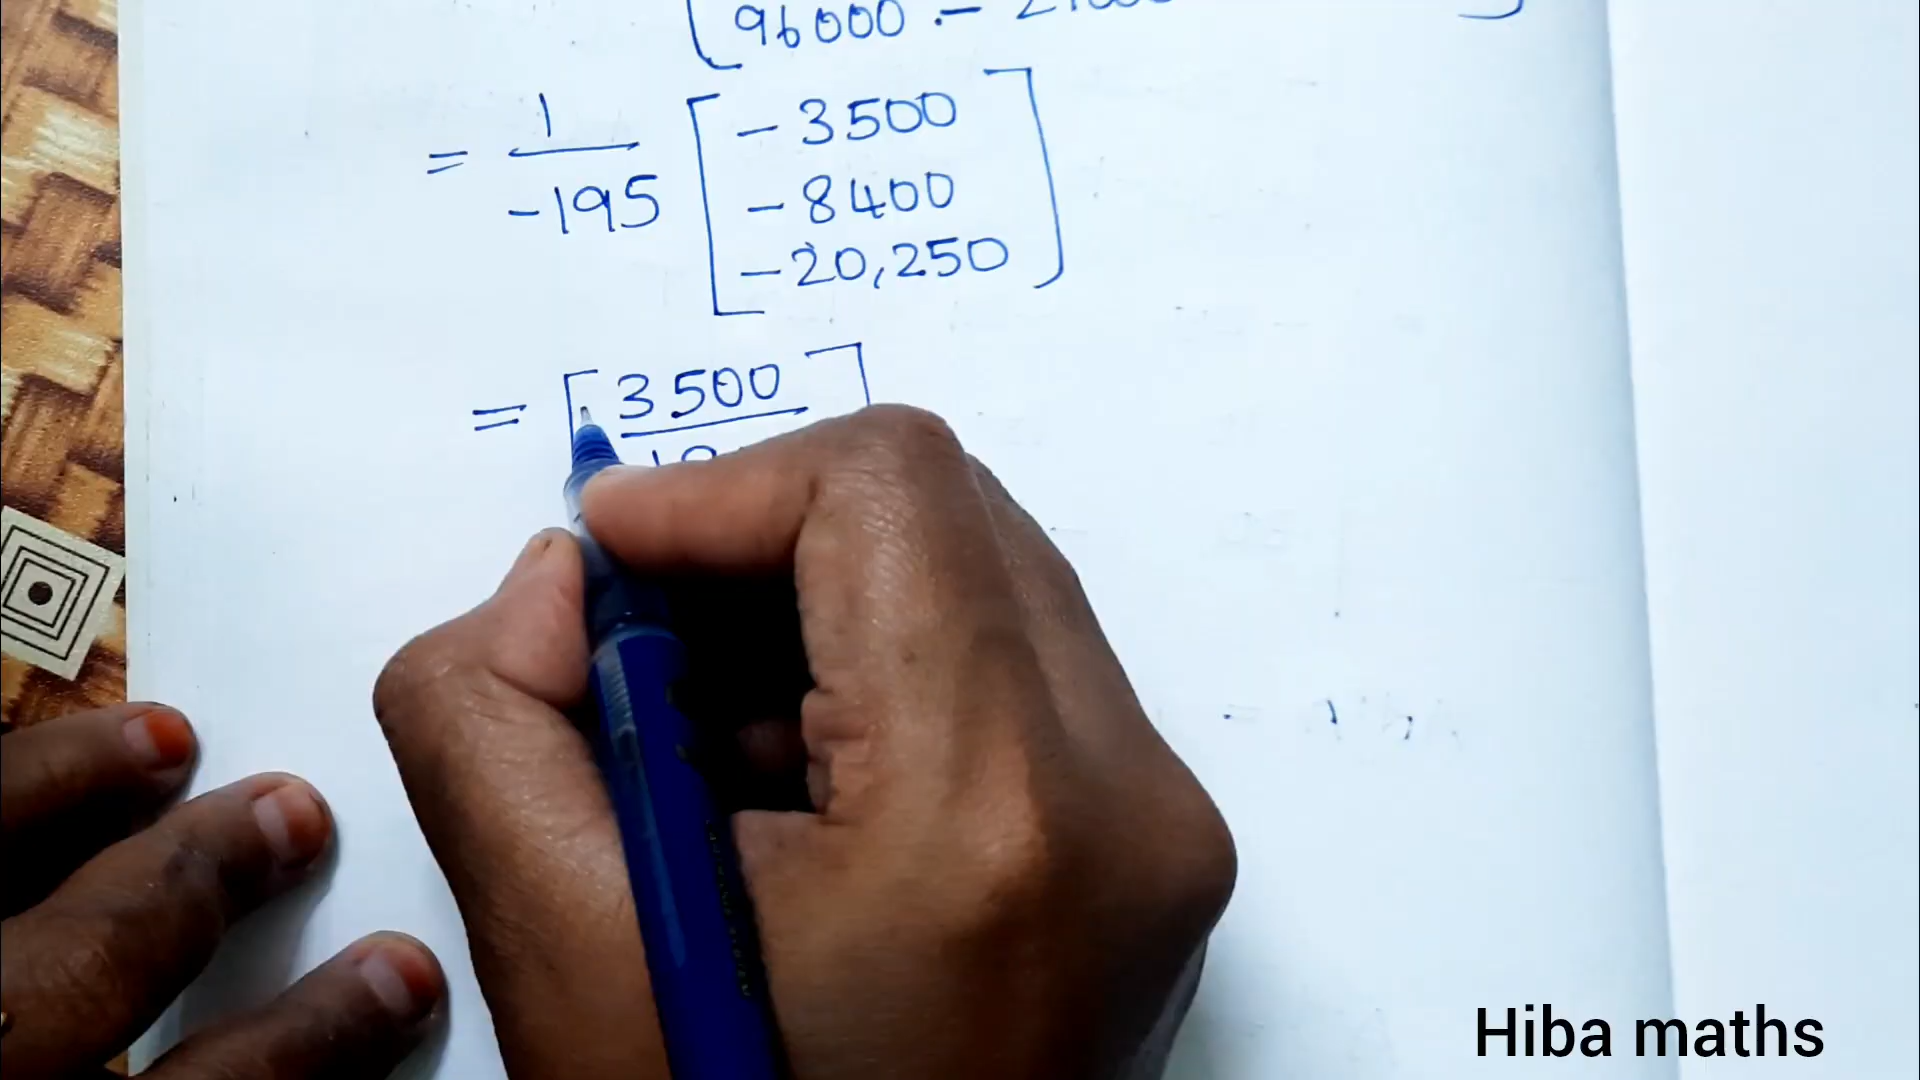 [ 96000 -
= 1/-195 [ -3500
-8400
-20,250 ]
= [ 3500 ]
Hiba maths